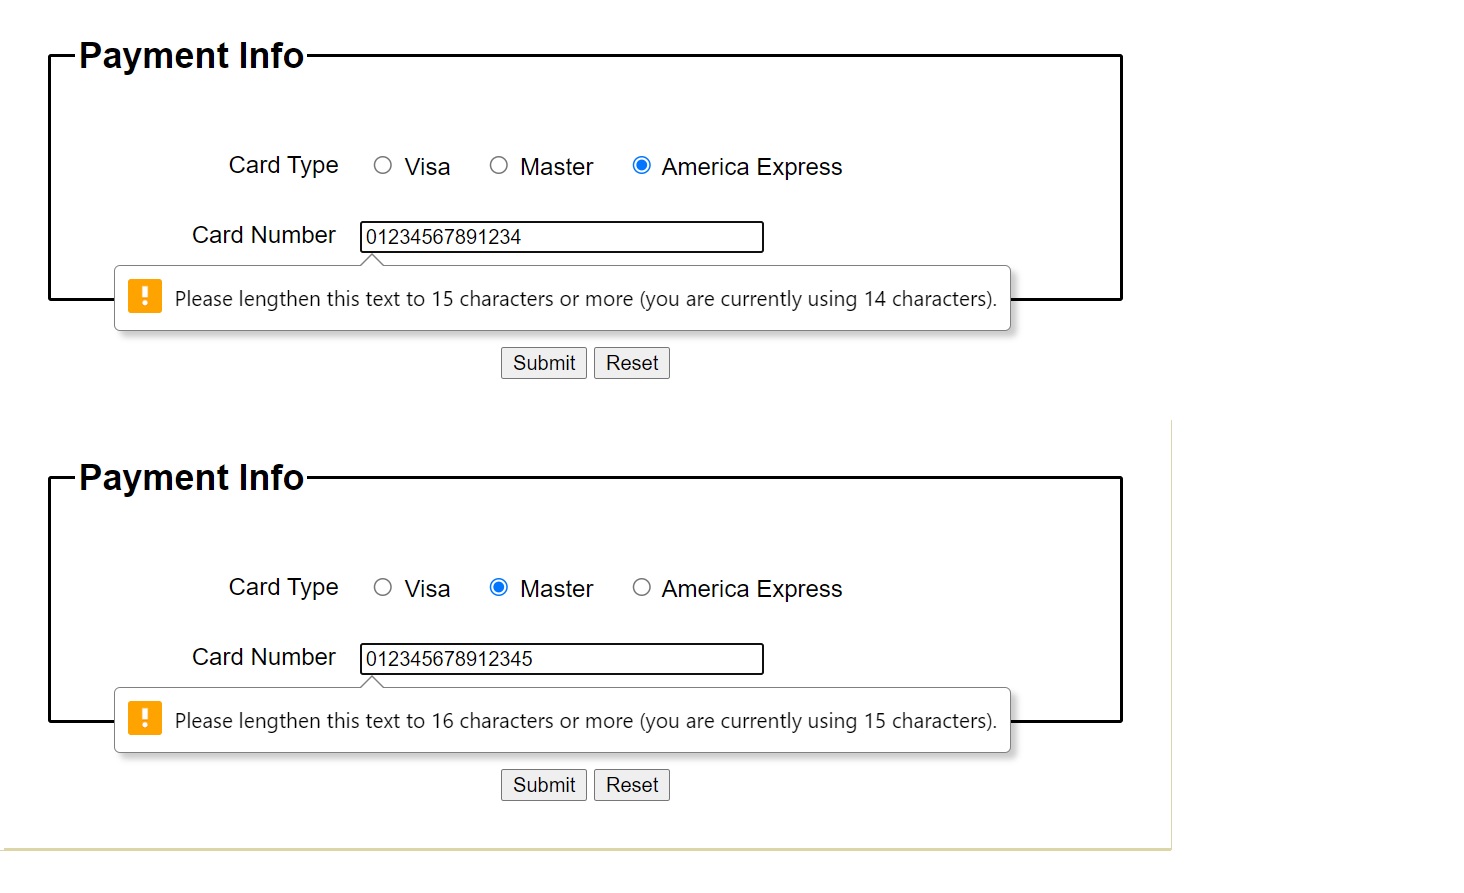 Payment Info
Card Type Visa Master America Express
Card Number 01234567891234
! Please lengthen this text to 15 characters or more (you are currently using 14 characters).
Submit Reset
Payment Info
Card Type Visa Master America Express
Card Number 012345678912345
! Please lengthen this text to 16 characters or more (you are currently using 15 characters).
Submit Reset